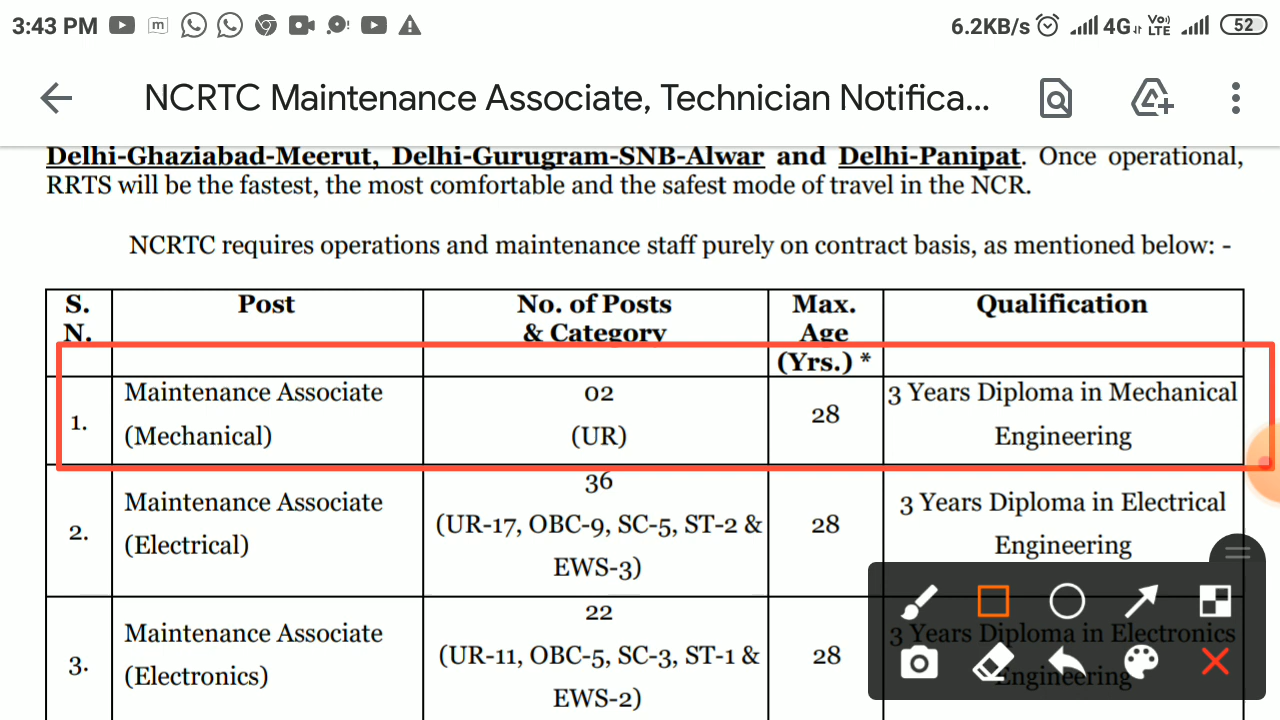 3:43 PM m 6.2KB/s 4G Vo) LTE 52
NCRTC Maintenance Associate, Technician Notifica...
Delhi-Ghaziabad-Meerut, Delhi-Gurugram-SNB-Alwar and Delhi-Panipat. Once operational,
RRTS will be the fastest, the most comfortable and the safest mode of travel in the NCR.
NCRTC requires operations and maintenance staff purely on contract basis, as mentioned below: -
S. N. Post No. of Posts & Category Max. Age (Yrs.) * Qualification
1. Maintenance Associate (Mechanical) 02 (UR) 28 3 Years Diploma in Mechanical Engineering
2. Maintenance Associate (Electrical) 36 (UR-17, OBC-9, SC-5, ST-2 & EWS-3) 28 3 Years Diploma in Electrical Engineering
3. Maintenance Associate (Electronics) 22 (UR-11, OBC-5, SC-3, ST-1 & EWS-2) 28 3 Years Diploma in Electronics Engineering